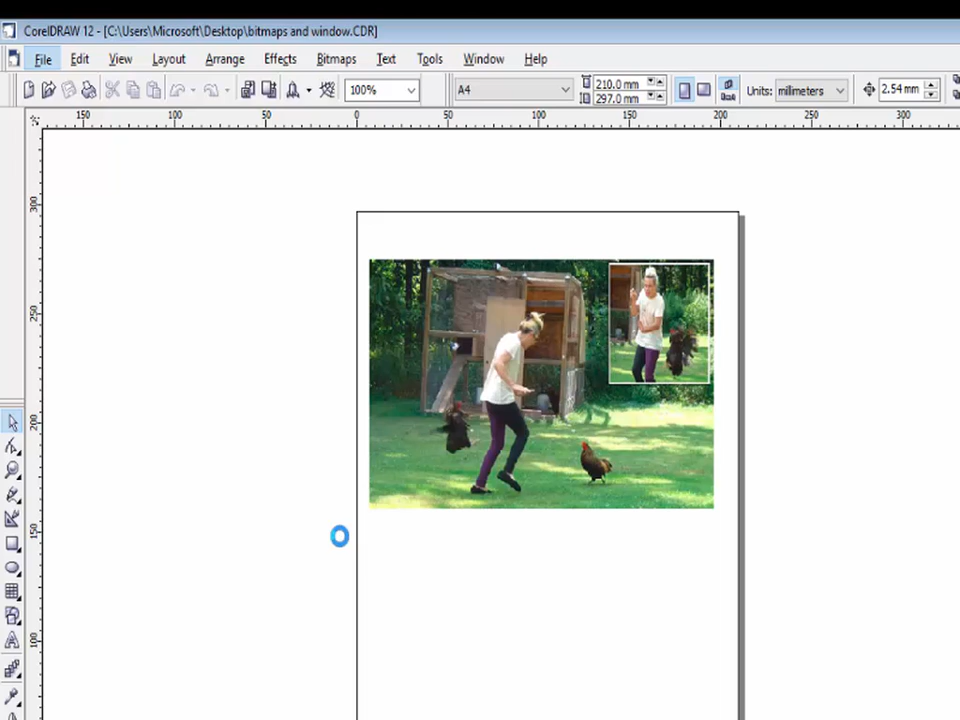 CorelDRAW 12 - [C:\Users\Microsoft\Desktop\bitmaps and window.CDR]
File Edit View Layout Arrange Effects Bitmaps Text Tools Window Help
100% A4 210.0 mm 297.0 mm Units: millimeters 2.54 mm
150 100 50 0 50 100 150 200 250 300
300
250
200
150
100